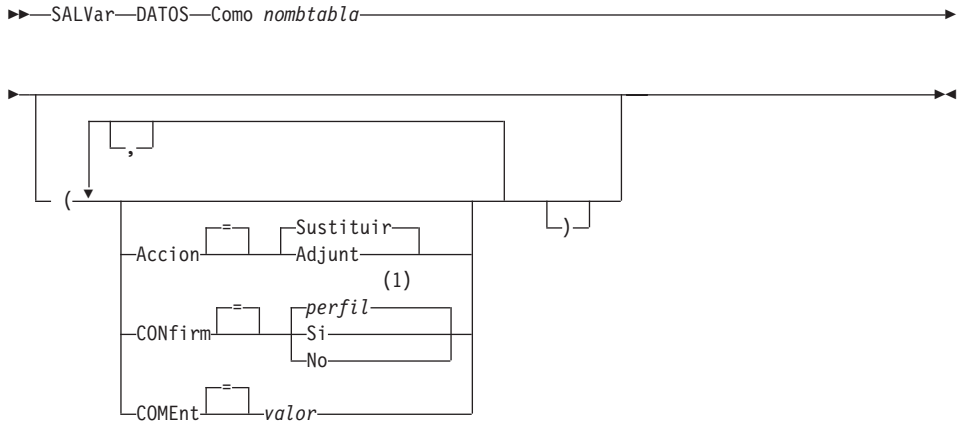 SALVar DATOS Como nombtabla
,
( )
= Sustituir
Accion Adjunt
(1)
= perfil
CONfirm Si
No
=
COMEnt valor